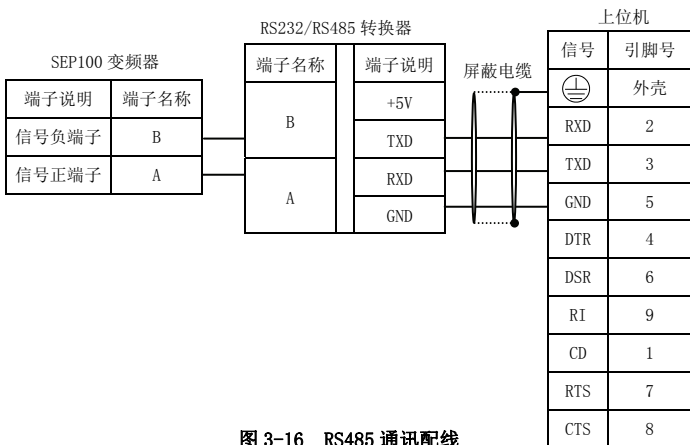 上位机
RS232/RS485 转换器
SEP100 变频器
屏蔽电缆
端子说明 端子名称
信号负端子 B
信号正端子 A
端子名称 端子说明
B +5V
TXD
A RXD
GND
信号 引脚号
外壳
RXD 2
TXD 3
GND 5
DTR 4
DSR 6
RI 9
CD 1
RTS 7
CTS 8
图 3-16 RS485 通讯配线